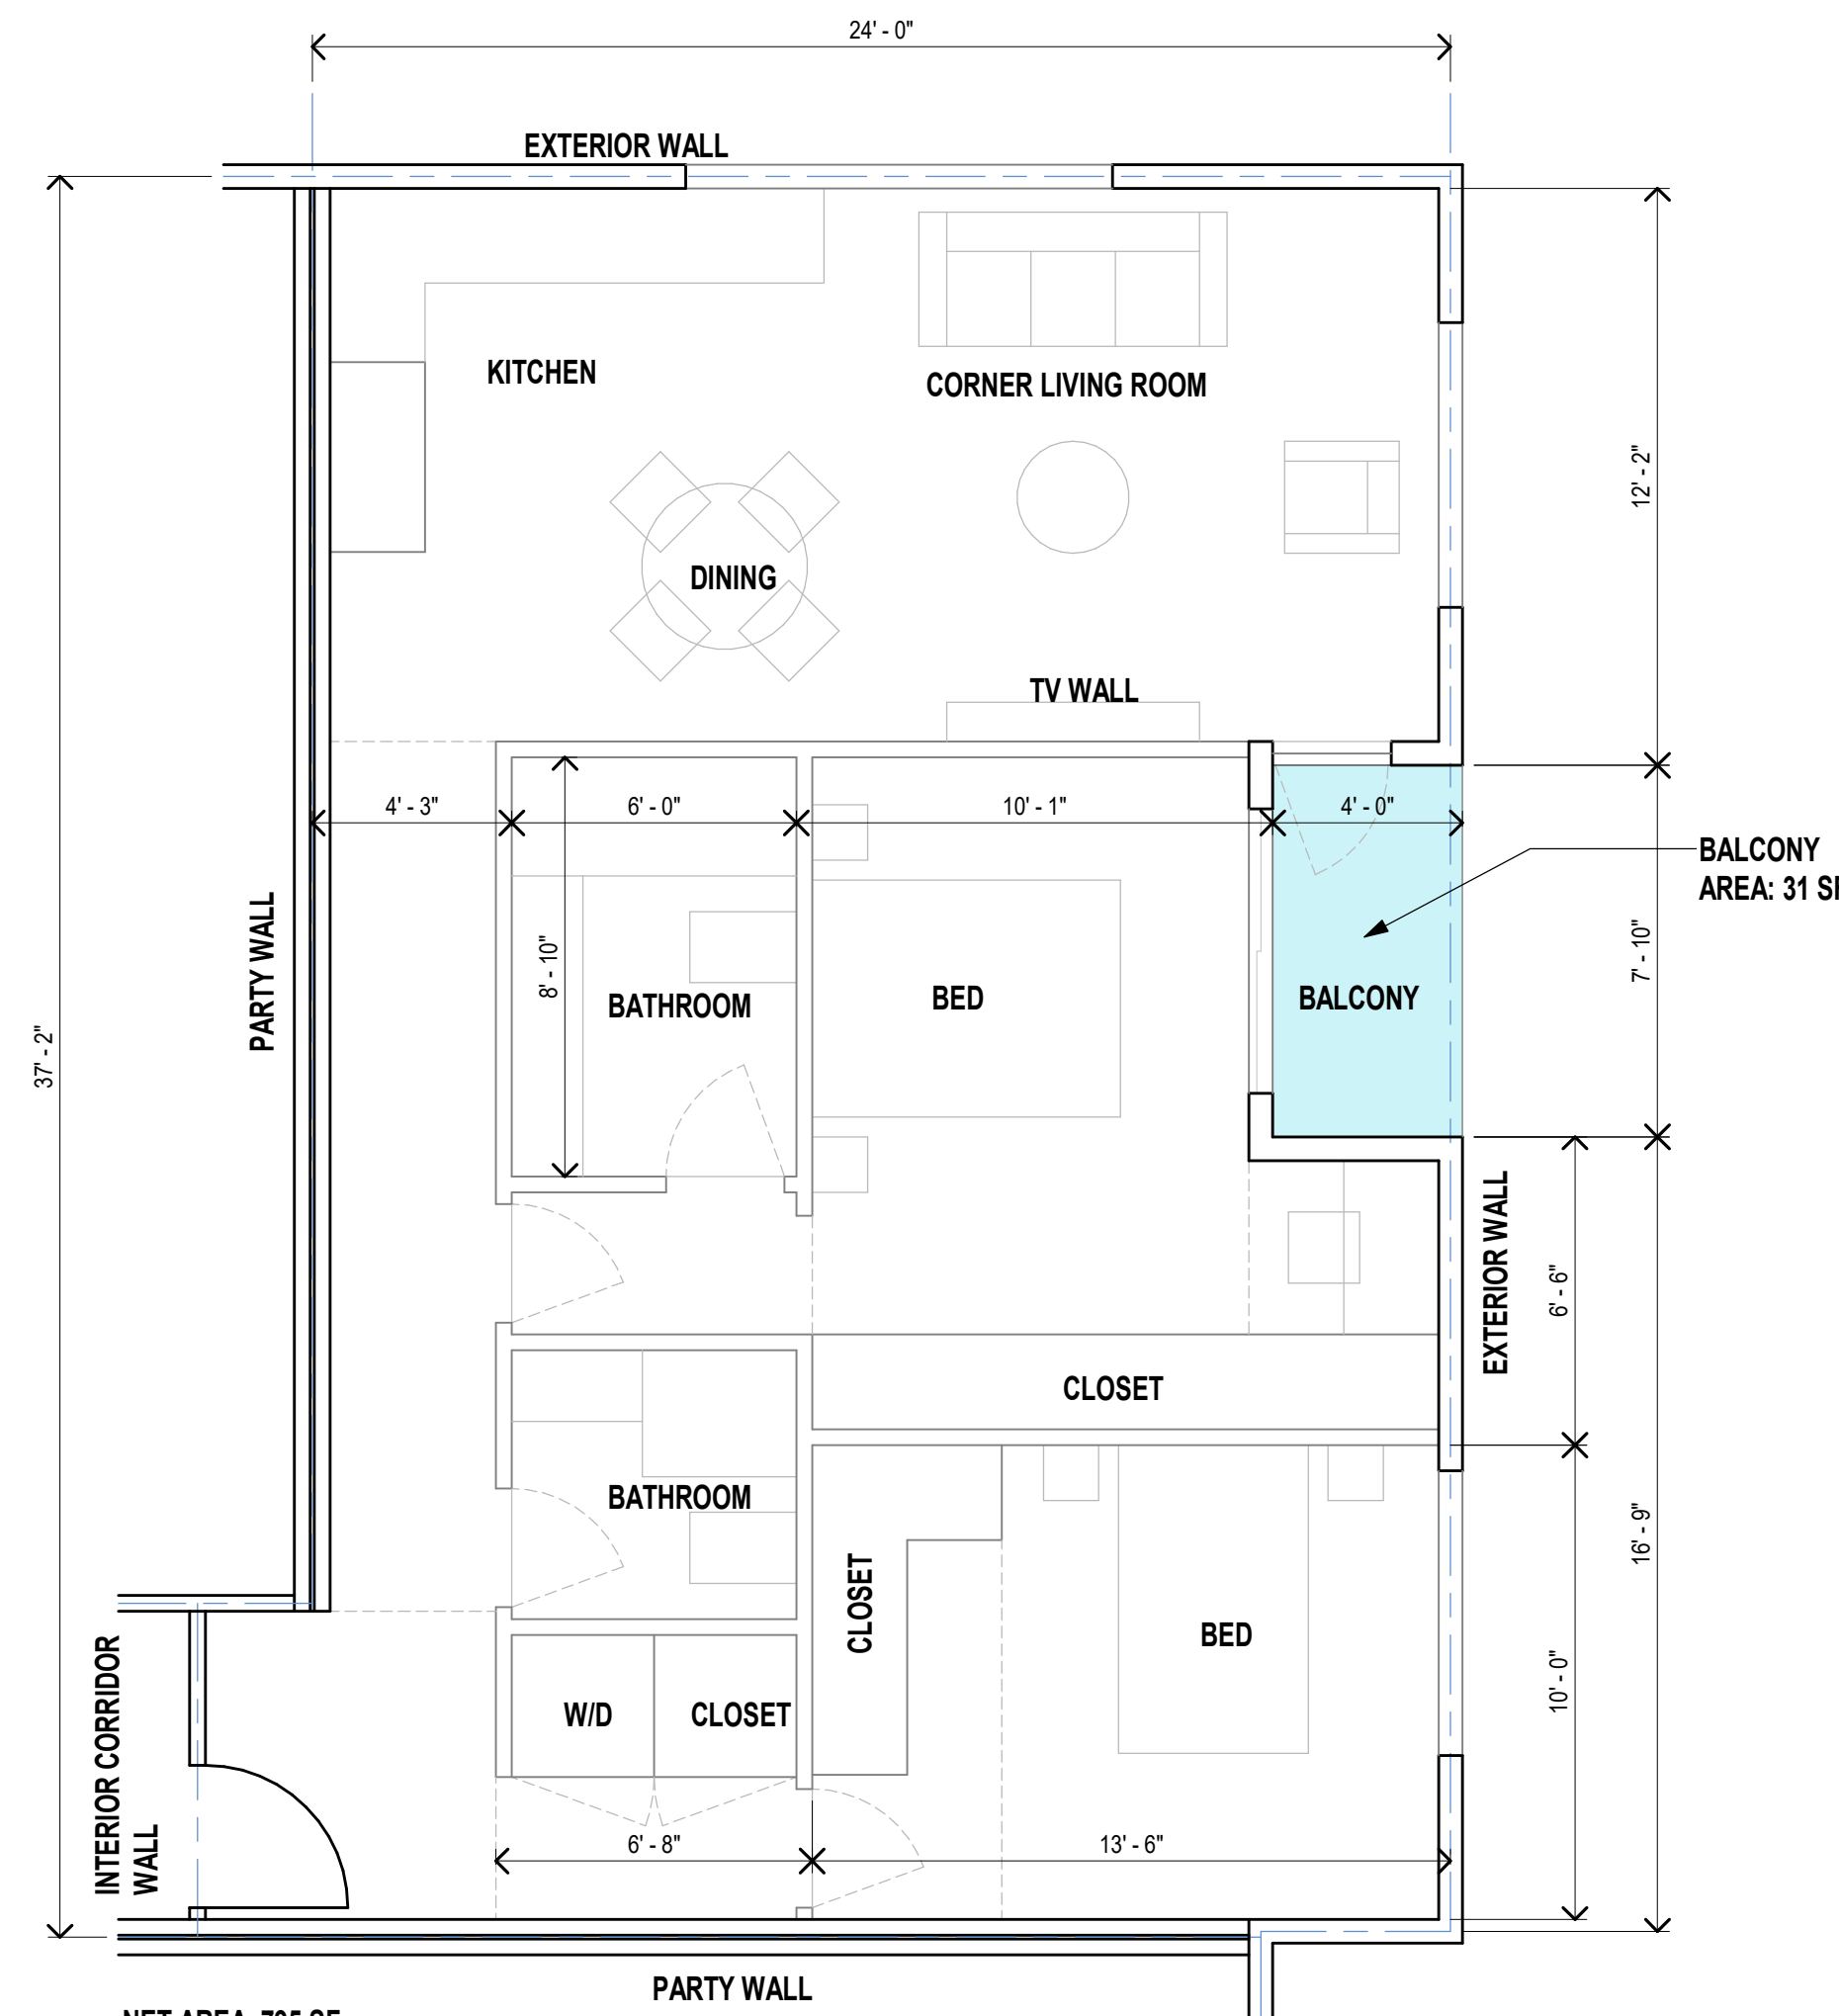 24' - 0"
EXTERIOR WALL
KITCHEN
CORNER LIVING ROOM
12' - 2"
DINING
TV WALL
4' - 3"
6' - 0"
10' - 1"
4' - 0"
BALCONY
AREA: 31 S
PARTY WALL
8' - 10"
7' - 10"
BATHROOM
BED
BALCONY
37' - 2"
EXTERIOR WALL
6' - 6"
CLOSET
BATHROOM
16' - 9"
CLOSET
BED
10' - 0"
INTERIOR CORRIDOR
WALL
W/D
CLOSET
6' - 8"
13' - 6"
PARTY WALL